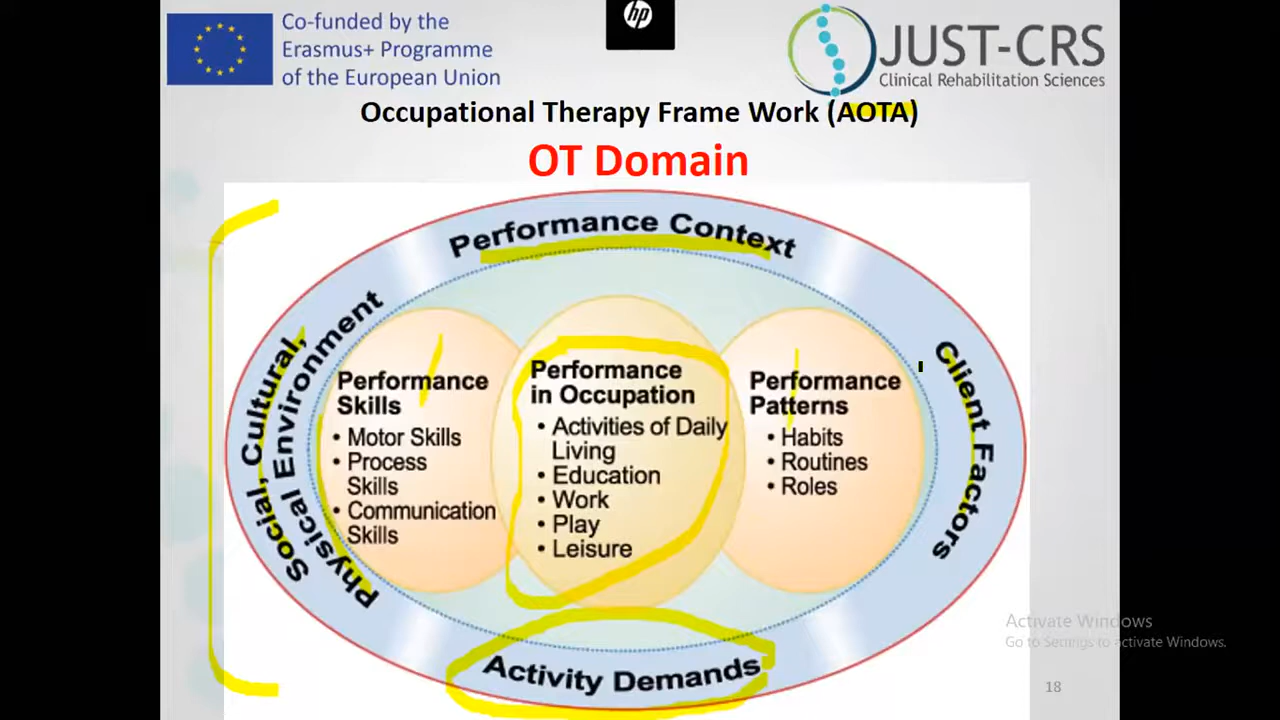 Co-funded by the
Erasmus+ Programme
of the European Union
hp
JUST-CRS
Clinical Rehabilitation Sciences
Occupational Therapy Frame Work (AOTA)
OT Domain
Performance Context
Social, Cultural,
Physical Environment
Performance
Skills
• Motor Skills
• Process
Skills
• Communication
Skills
Performance
in Occupation
• Activities of Daily
Living
• Education
• Work
• Play
• Leisure
Performance
Patterns
• Habits
• Routines
• Roles
Client Factors
Activity Demands
Activate Windows
Go to Settings to activate Windows.
18